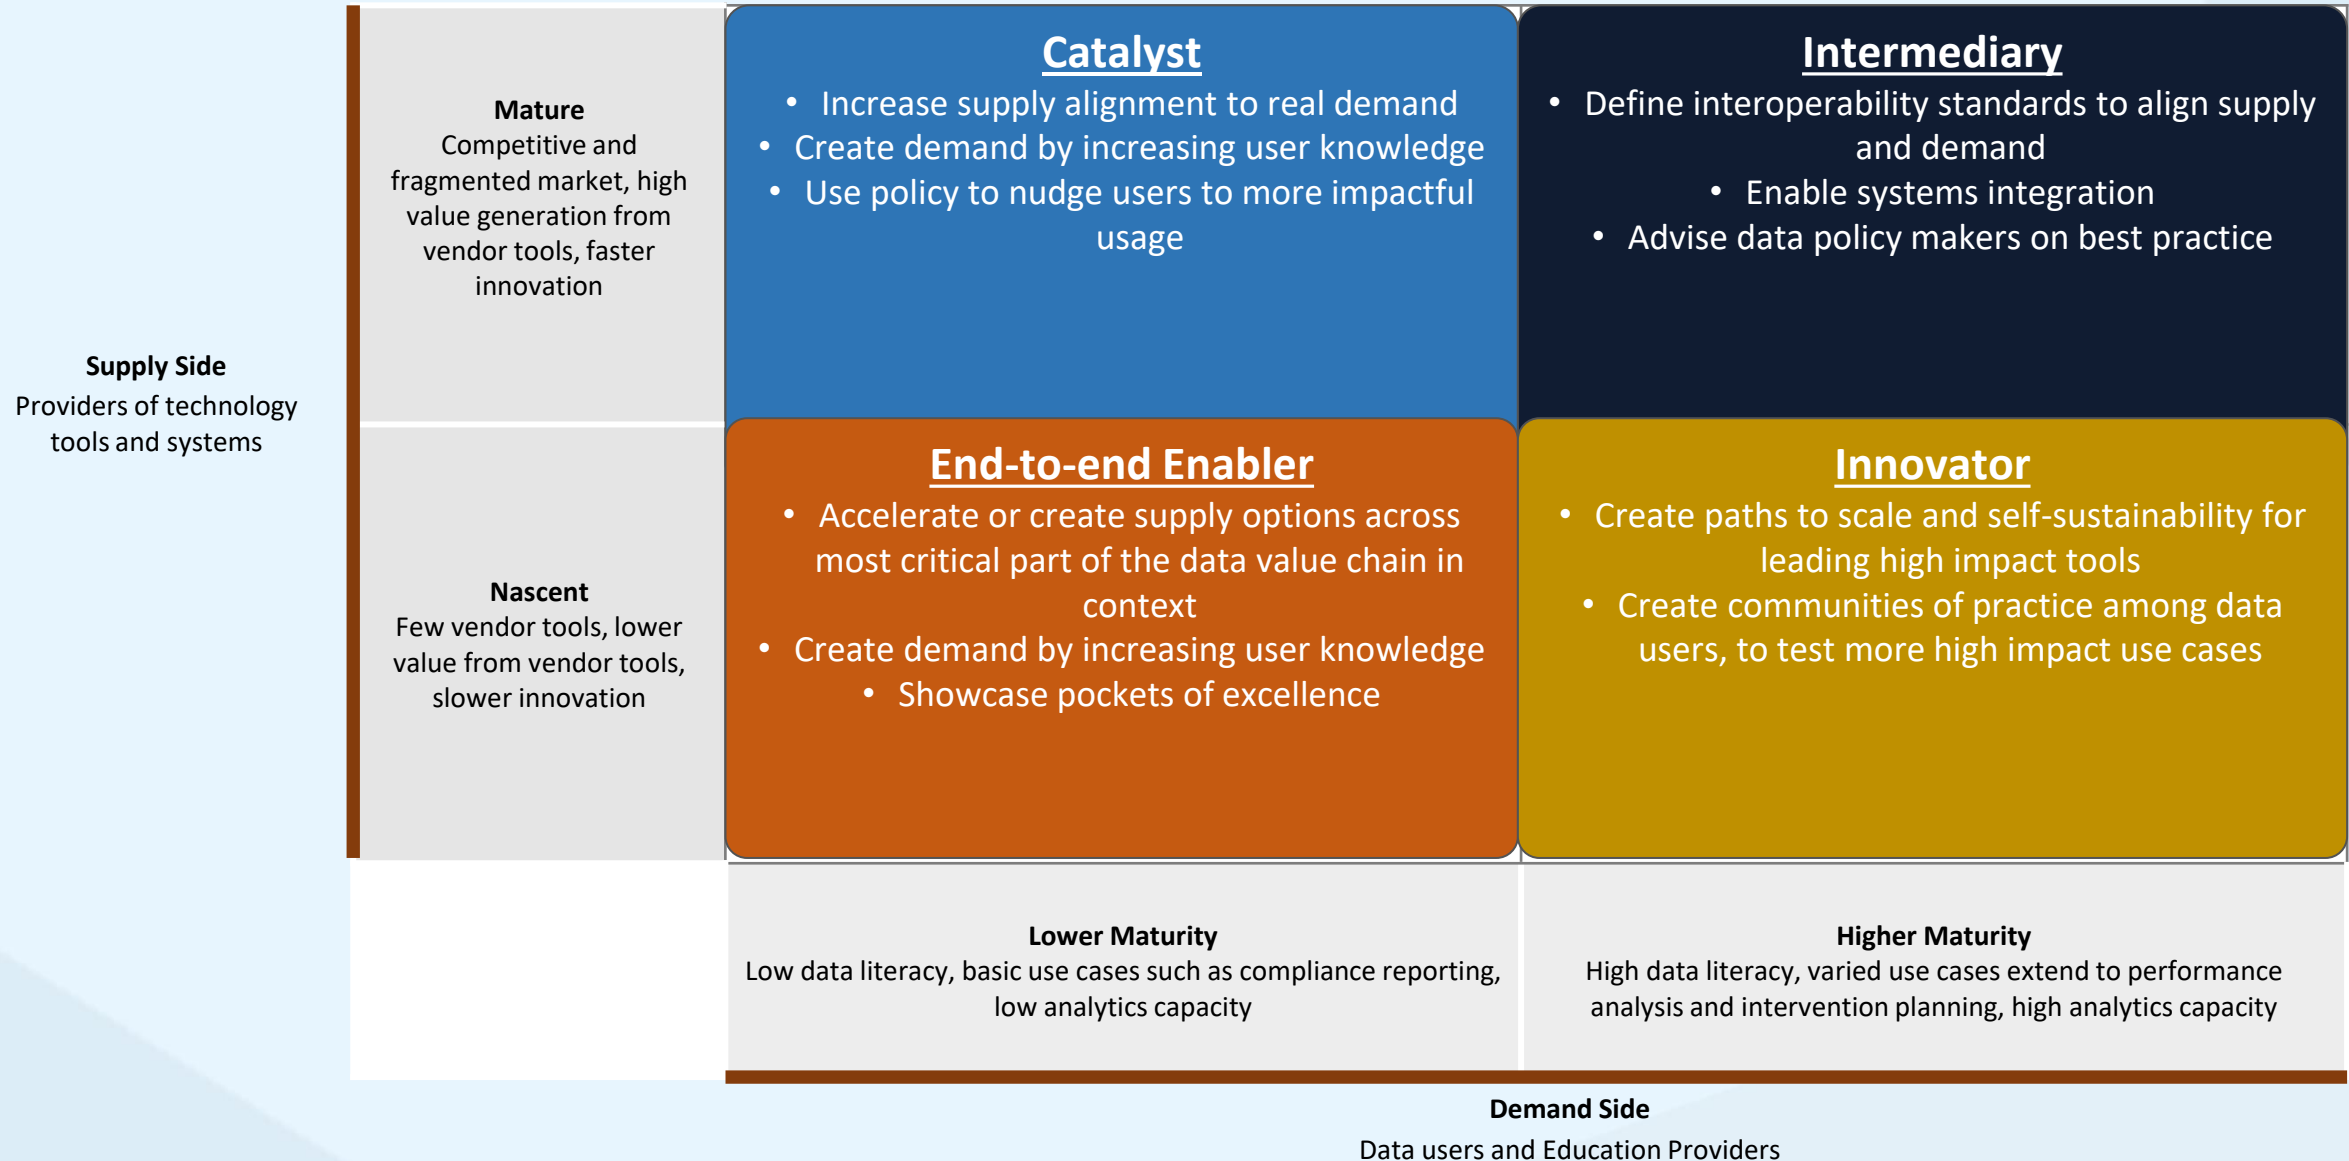 Supply Side
Providers of technology
tools and systems
Mature
Competitive and
fragmented market, high
value generation from
vendor tools, faster
innovation
Catalyst
• Increase supply alignment to real demand
• Create demand by increasing user knowledge
• Use policy to nudge users to more impactful
usage
Intermediary
• Define interoperability standards to align supply
and demand
• Enable systems integration
• Advise data policy makers on best practice
Nascent
Few vendor tools, lower
value from vendor tools,
slower innovation
End-to-end Enabler
• Accelerate or create supply options across
most critical part of the data value chain in
context
• Create demand by increasing user knowledge
• Showcase pockets of excellence
Innovator
• Create paths to scale and self-sustainability for
leading high impact tools
• Create communities of practice among data
users, to test more high impact use cases
Lower Maturity
Low data literacy, basic use cases such as compliance reporting,
low analytics capacity
Higher Maturity
High data literacy, varied use cases extend to performance
analysis and intervention planning, high analytics capacity
Demand Side
Data users and Education Providers